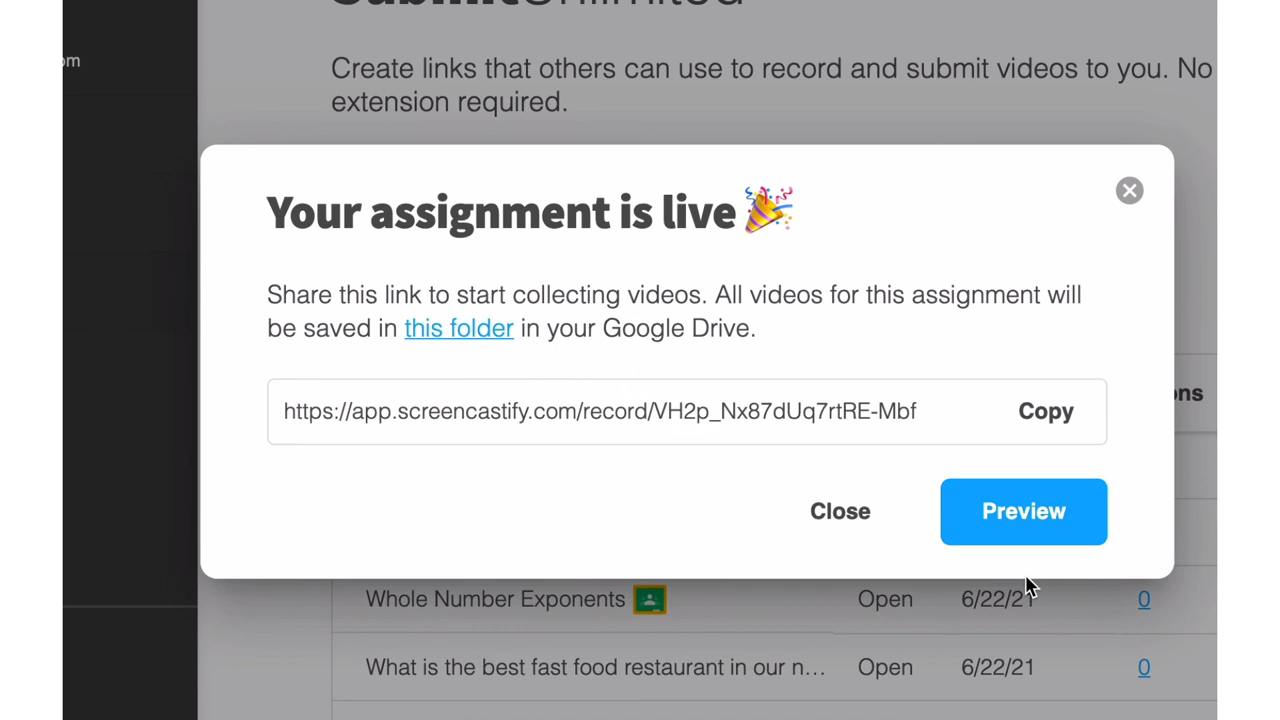 SubmitUnlimited
om
Create links that others can use to record and submit videos to you. No
extension required.
Your assignment is live
Share this link to start collecting videos. All videos for this assignment will
be saved in this folder in your Google Drive.
https://app.screencastify.com/record/VH2p_Nx87dUq7rtRE-Mbf Copy
ons
Close Preview
Whole Number Exponents Open 6/22/21 0
What is the best fast food restaurant in our n... Open 6/22/21 0